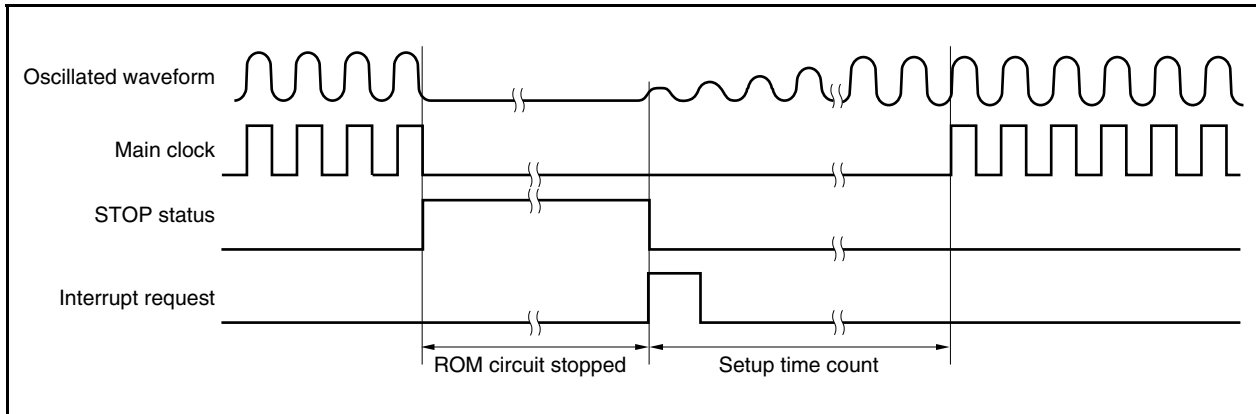 Oscillated waveform
Main clock
STOP status
Interrupt request
ROM circuit stopped
Setup time count